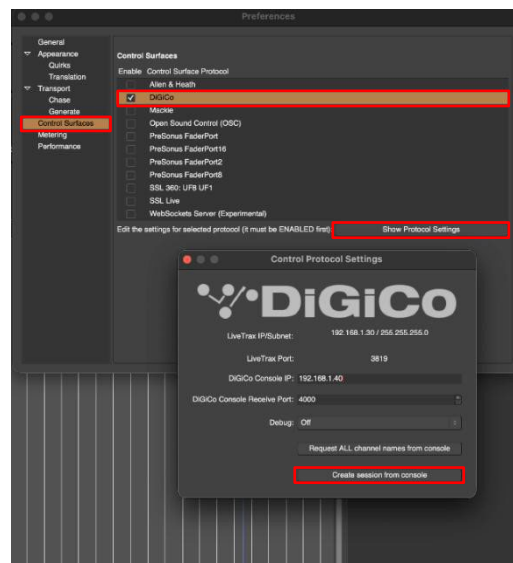 Preferences
General
Appearance
Quirks
Translation
Transport
Chase
Generate
Control Surfaces
Metering
Performance
Control Surfaces
Enable Control Surface Protocol
Allen & Heath
DiGiCo
Mackie
Open Sound Control (OSC)
PreSonus FaderPort
PreSonus FaderPort16
PreSonus FaderPort2
PreSonus FaderPort8
SSL 360: UF8 UF1
SSL Live
WebSockets Server (Experimental)
Edit the settings for selected protocol (it must be ENABLED first): Show Protocol Settings
Control Protocol Settings
DiGiCo
LiveTrax IP/Subnet: 192.168.1.30 / 255.255.255.0
LiveTrax Port: 3819
DiGiCo Console IP: 192.168.1.40
DiGiCo Console Receive Port: 4000
Debug: Off
Request ALL channel names from console
Create session from console